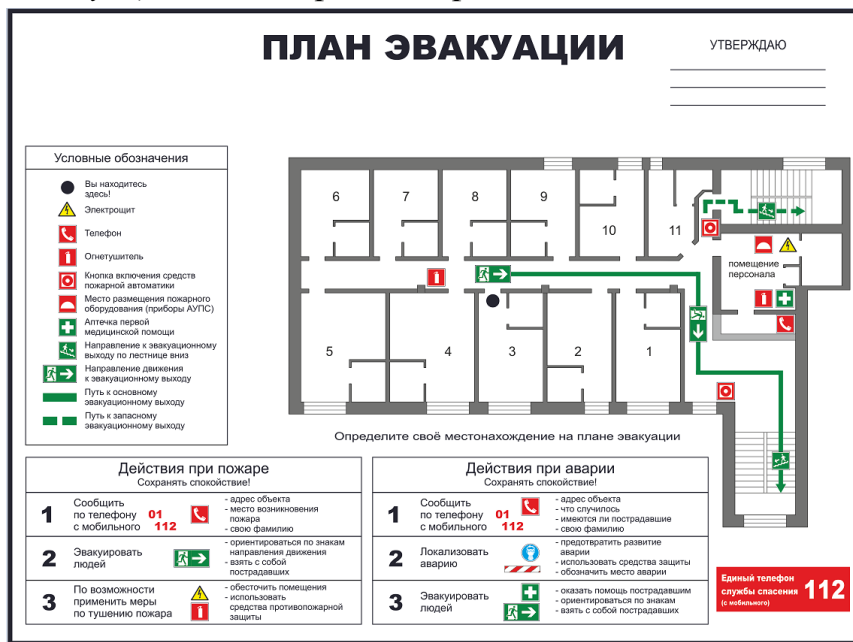 ПЛАН ЭВАКУАЦИИ
УТВЕРЖДАЮ
Условные обозначения
Вы находитесь
здесь!
Электрощит
Телефон
Огнетушитель
Кнопка включения средств
пожарной автоматики
Место размещения пожарного
оборудования (приборы АУПС)
Аптечка первой
медицинской помощи
Направление к эвакуационному
выходу по лестнице вниз
Направление движения
к эвакуационному выходу
Путь к основному
эвакуационному выходу
Путь к запасному
эвакуационному выходу
6
7
8
9
10
11
помещение
персонала
5
4
3
2
1
Определите своё местонахождение на плане эвакуации
Действия при пожаре
Сохранять спокойствие!
1
Сообщить
по телефону
с мобильного
01
112
- адрес объекта
- место возникновения
пожара
- свою фамилию
2
Эвакуировать
людей
- ориентироваться по знакам
направления движения
- взять с собой
пострадавших
3
По возможности
применить меры
по тушению пожара
- обесточить помещения
- использовать
средства противопожарной
защиты
Действия при аварии
Сохранять спокойствие!
1
Сообщить
по телефону
с мобильного
01
112
- адрес объекта
- что случилось
- имеются ли пострадавшие
- свою фамилию
2
Локализовать
аварию
- предотвратить развитие
аварии
- использовать средства защиты
- обозначить место аварии
3
Эвакуировать
людей
- оказать помощь пострадавшим
- ориентироваться по знакам
- взять с собой пострадавших
Единый телефон
службы спасения
(с мобильного)
112